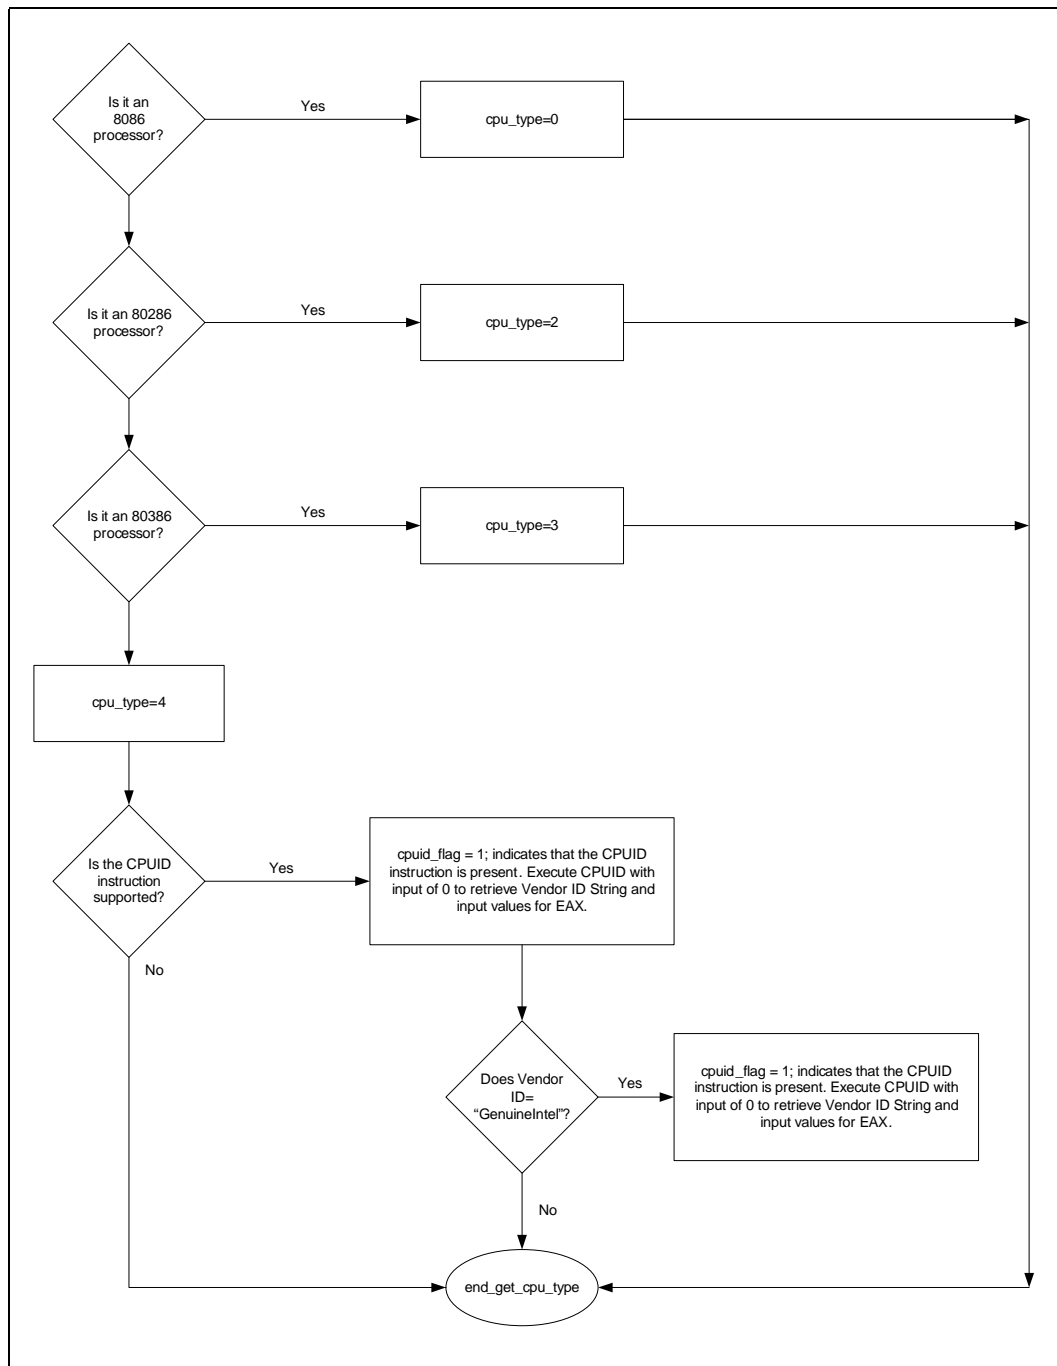 Is it an
8086
processor?
Yes
cpu_type=0
Is it an 80286
processor?
Yes
cpu_type=2
Is it an 80386
processor?
Yes
cpu_type=3
cpu_type=4
Is the CPUID
instruction
supported?
Yes
cpuid_flag = 1; indicates that the CPUID
instruction is present. Execute CPUID with
input of 0 to retrieve Vendor ID String and
input values for EAX.
No
Does Vendor
ID=
“GenuineIntel”?
Yes
cpuid_flag = 1; indicates that the CPUID
instruction is present. Execute CPUID with
input of 0 to retrieve Vendor ID String and
input values for EAX.
No
end_get_cpu_type